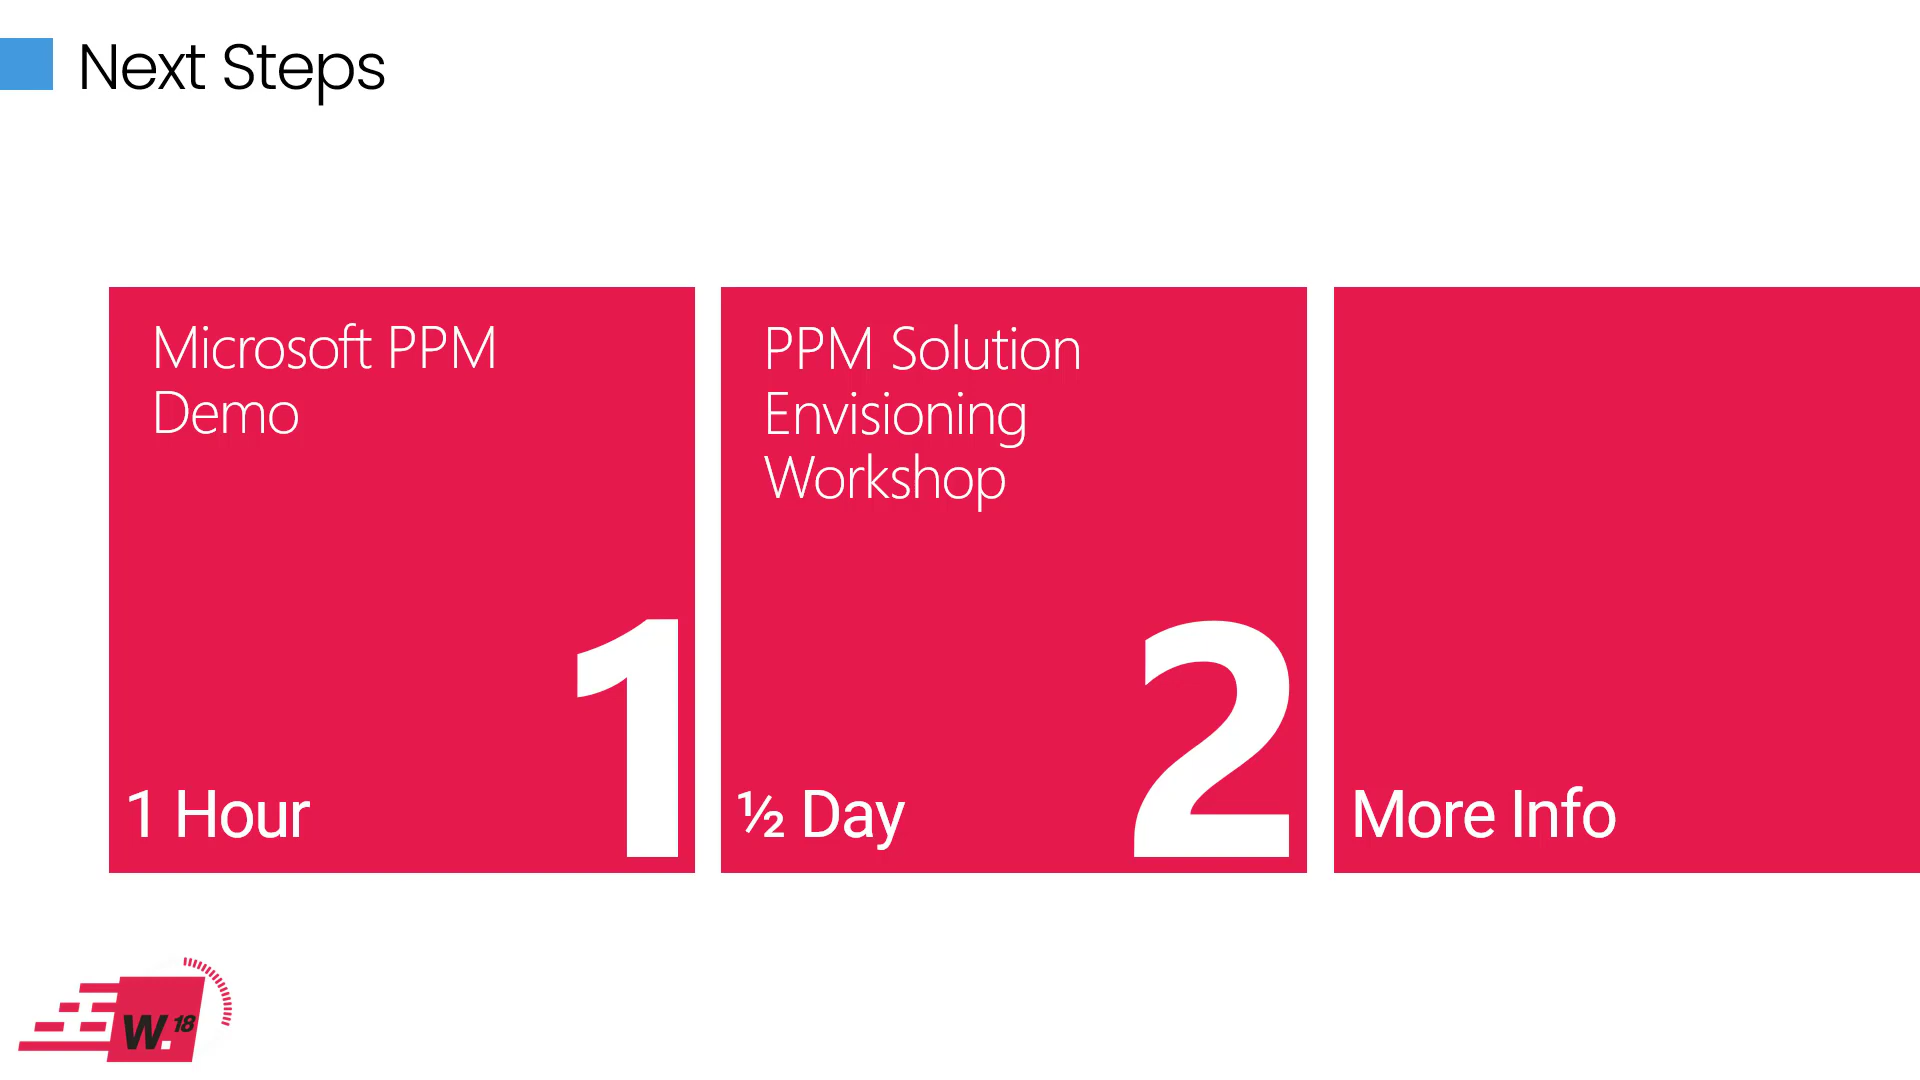 Next Steps
Microsoft PPM
Demo
1
1 Hour
PPM Solution
Envisioning
Workshop
2
½ Day
More Info
W.18